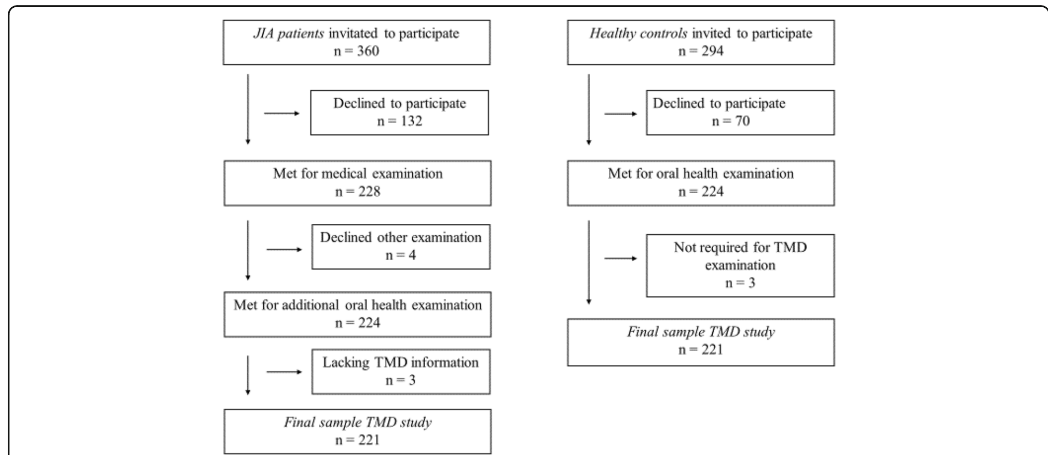 JIA patients invitated to participate
n = 360
Declined to participate
n = 132
Met for medical examination
n = 228
Declined other examination
n = 4
Met for additional oral health examination
n = 224
Lacking TMD information
n = 3
Final sample TMD study
n = 221
Healthy controls invited to participate
n = 294
Declined to participate
n = 70
Met for oral health examination
n = 224
Not required for TMD
examination
n = 3
Final sample TMD study
n = 221